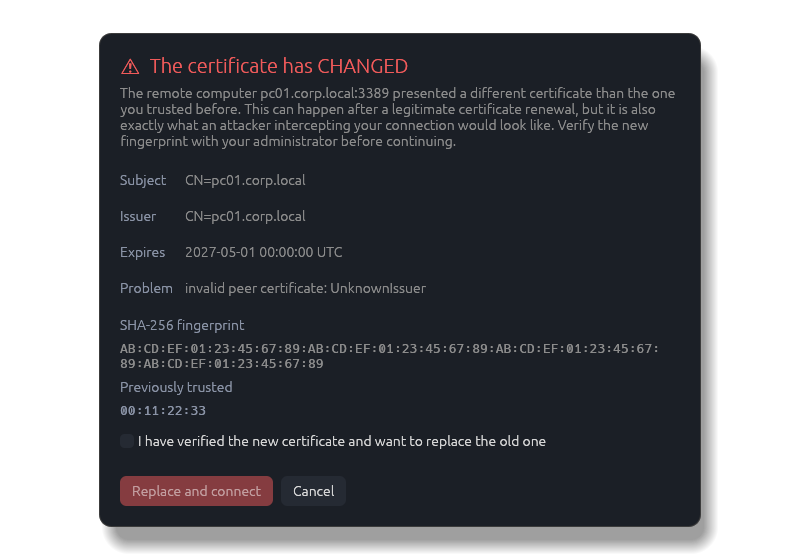 ⚠ The certificate has CHANGED
The remote computer pc01.corp.local:3389 presented a different certificate than the one
you trusted before. This can happen after a legitimate certificate renewal, but it is also
exactly what an attacker intercepting your connection would look like. Verify the new
fingerprint with your administrator before continuing.
Subject CN=pc01.corp.local
Issuer CN=pc01.corp.local
Expires 2027-05-01 00:00:00 UTC
Problem invalid peer certificate: UnknownIssuer
SHA-256 fingerprint
AB:CD:EF:01:23:45:67:89:AB:CD:EF:01:23:45:67:89:AB:CD:EF:01:23:45:67:
89:AB:CD:EF:01:23:45:67:89
Previously trusted
00:11:22:33
I have verified the new certificate and want to replace the old one
Replace and connect Cancel